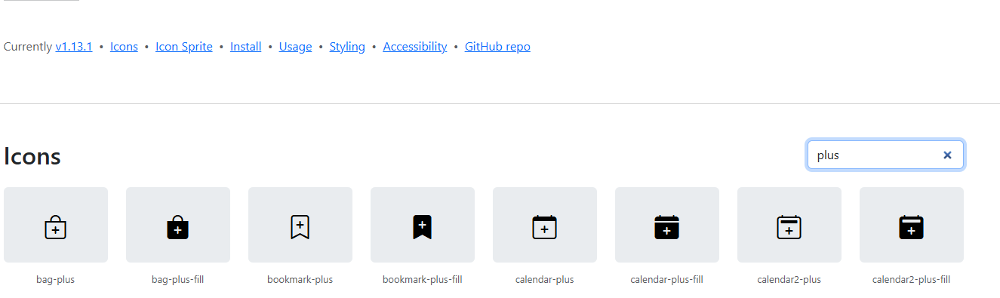 Currently v1.13.1 • Icons • Icon Sprite • Install • Usage • Styling • Accessibility • GitHub repo
Icons
plus
bag-plus
bag-plus-fill
bookmark-plus
bookmark-plus-fill
calendar-plus
calendar-plus-fill
calendar2-plus
calendar2-plus-fill